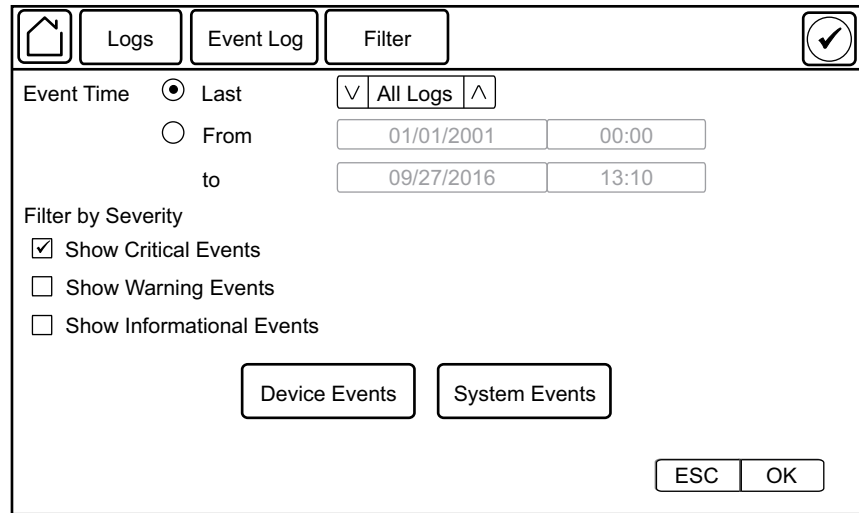 Logs Event Log Filter
Event Time Last All Logs
From 01/01/2001 00:00
to 09/27/2016 13:10
Filter by Severity
Show Critical Events
Show Warning Events
Show Informational Events
Device Events System Events
ESC OK